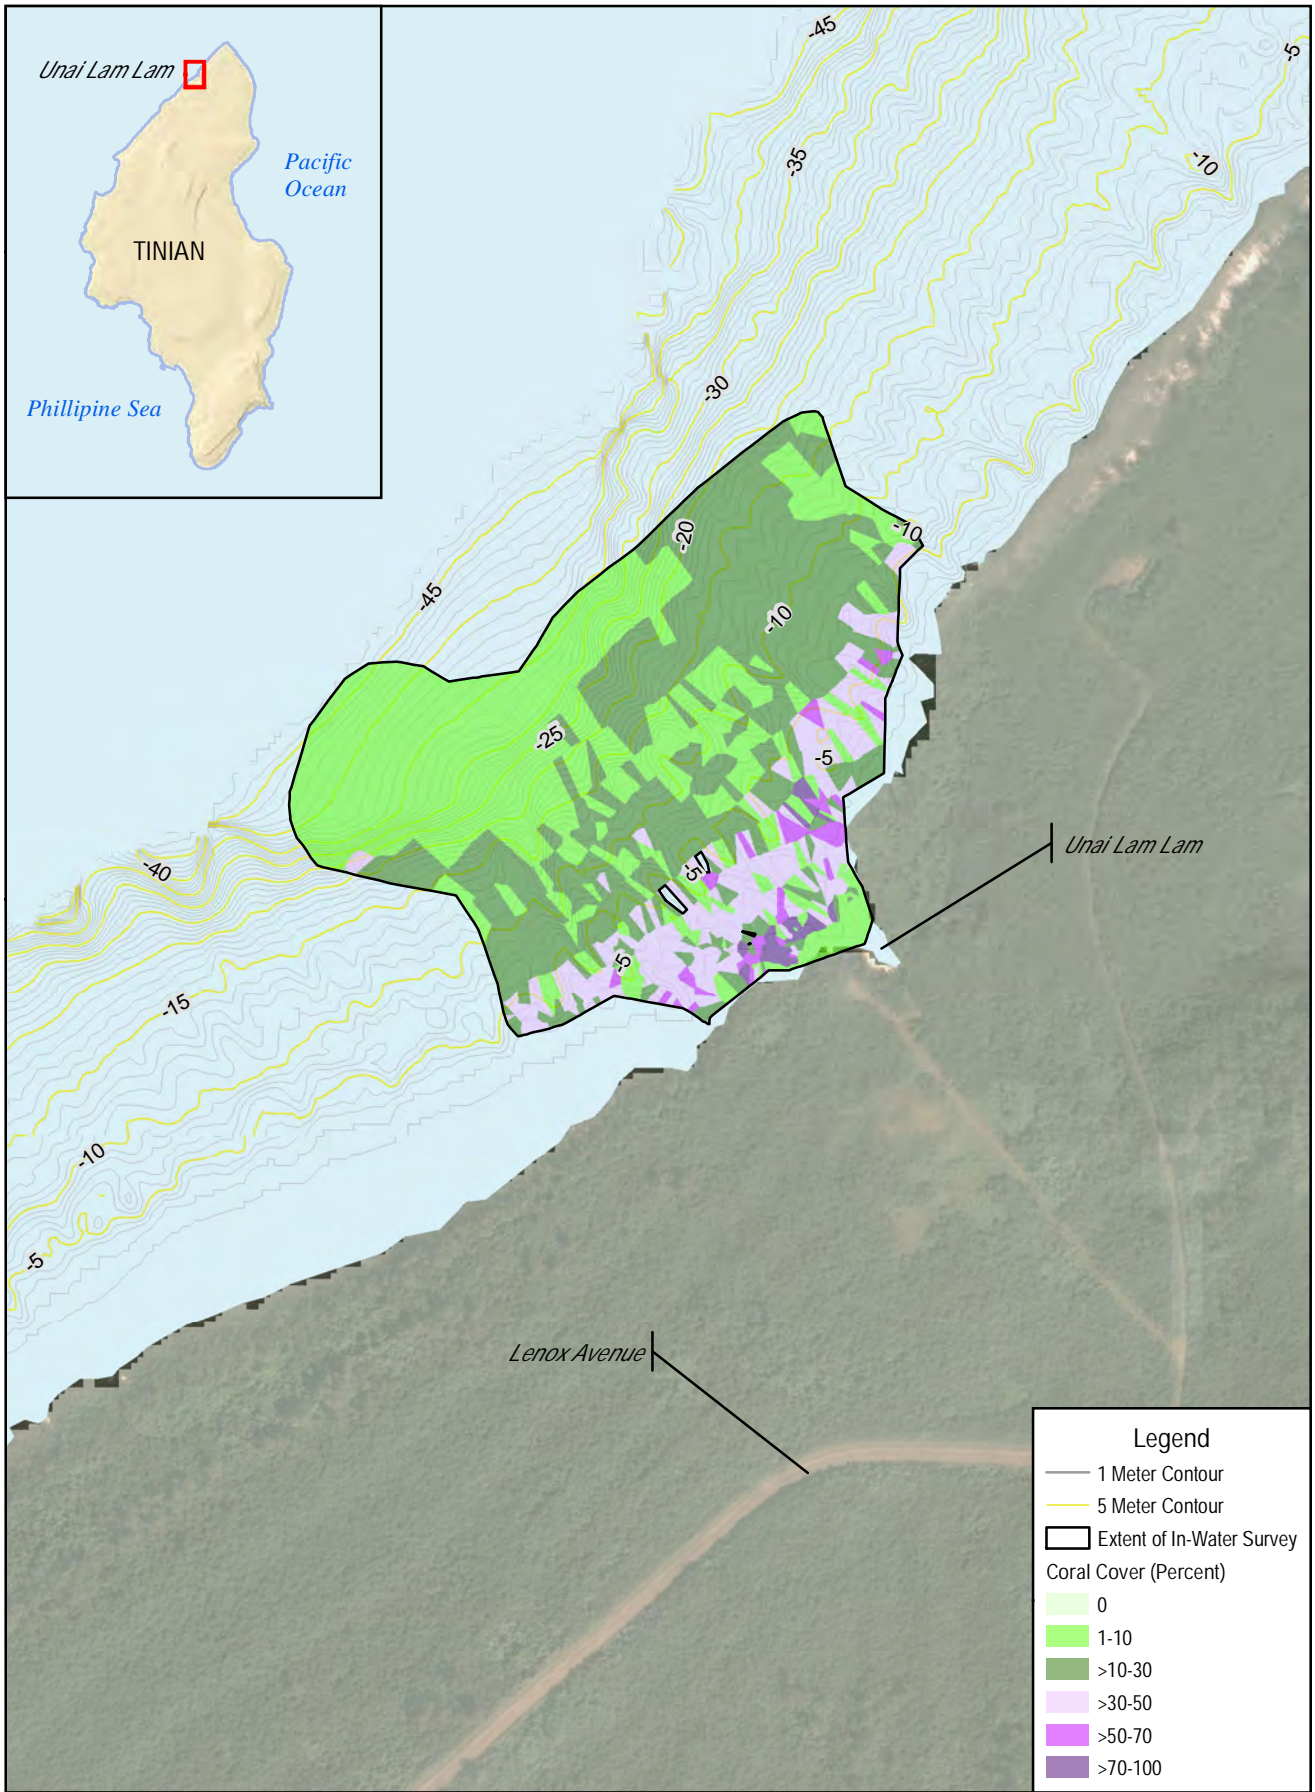 Unai Lam Lam
Pacific
Ocean
TINIAN
Phillipine Sea
-45
-5
-35
-10
-30
-20
-10
-45
-10
-25
-5
-40
-5
-5
-15
-10
-5
Unai Lam Lam
Lenox Avenue
Legend
1 Meter Contour
5 Meter Contour
Extent of In-Water Survey
Coral Cover (Percent)
0
1-10
>10-30
>30-50
>50-70
>70-100